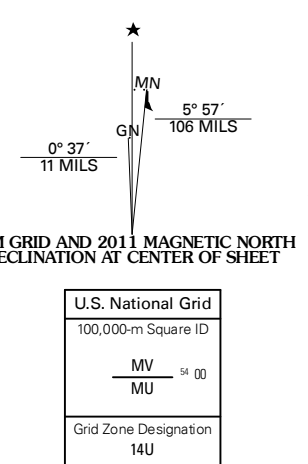 ★
MN
5° 57´
106 MILS
GN
0° 37´
11 MILS
M GRID AND 2011 MAGNETIC NORTH
ECLINATION AT CENTER OF SHEET
U.S. National Grid
100,000-m Square ID
MV
54 00
MU
Grid Zone Designation
14U